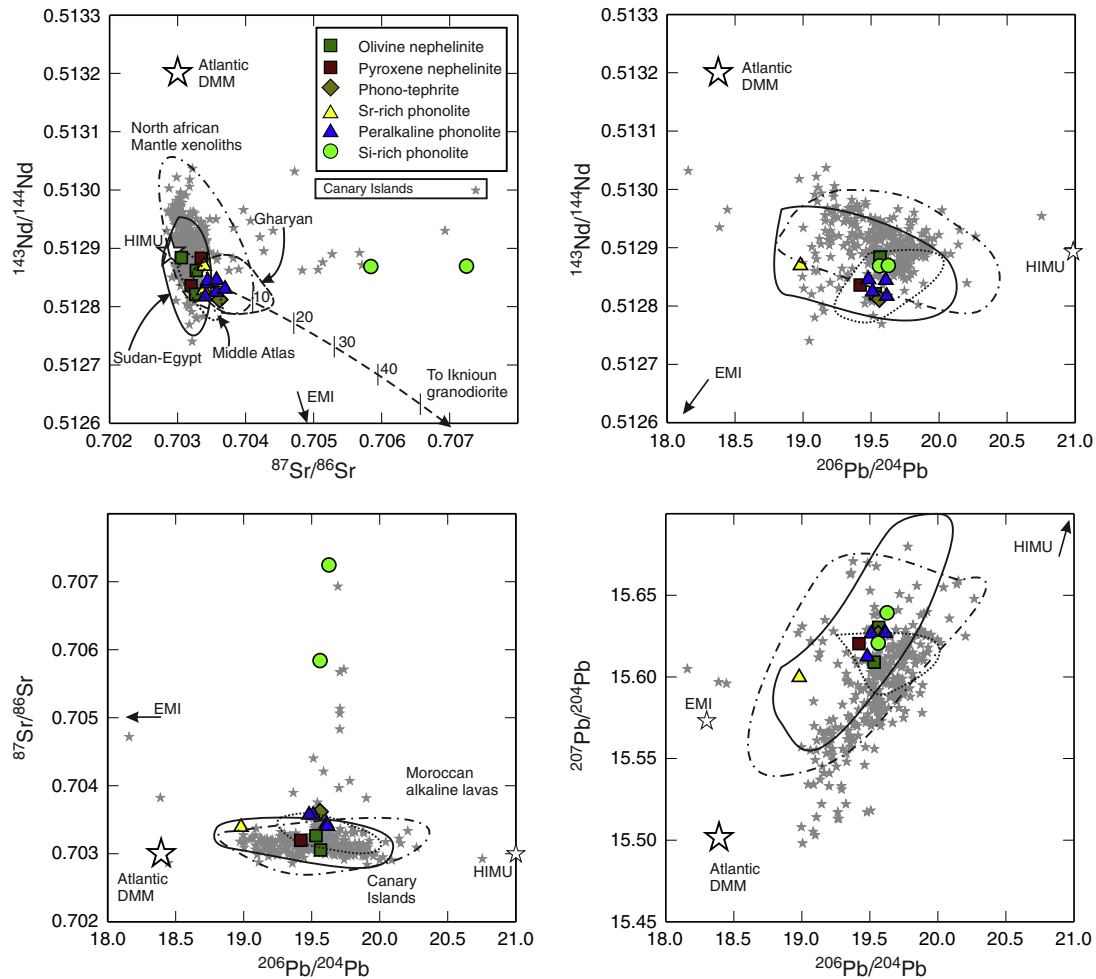 0.5133
0.5132
0.5131
0.5130
0.5129
0.5128
0.5127
0.5126
143Nd/144Nd
Atlantic
DMM
Olivine nephelinite
Pyroxene nephelinite
Phono-tephrite
Sr-rich phonolite
Peralkaline phonolite
Si-rich phonolite
Canary Islands
North african
Mantle xenoliths
Gharyan
HIMU
10
20
30
40
Sudan-Egypt
Middle Atlas
To Iknioun
granodiorite
EMI
0.702 0.703 0.704 0.705 0.706 0.707
87Sr/86Sr
0.5133
0.5132
0.5131
0.5130
0.5129
0.5128
0.5127
0.5126
143Nd/144Nd
Atlantic
DMM
HIMU
EMI
18.0 18.5 19.0 19.5 20.0 20.5 21.0
206Pb/204Pb
0.707
0.706
0.705
0.704
0.703
0.702
87Sr/86Sr
EMI
Moroccan
alkaline lavas
Atlantic
DMM
Canary
Islands
HIMU
18.0 18.5 19.0 19.5 20.0 20.5 21.0
206Pb/204Pb
15.65
15.60
15.55
15.50
15.45
207Pb/204Pb
HIMU
EMI
Atlantic
DMM
18.0 18.5 19.0 19.5 20.0 20.5 21.0
206Pb/204Pb